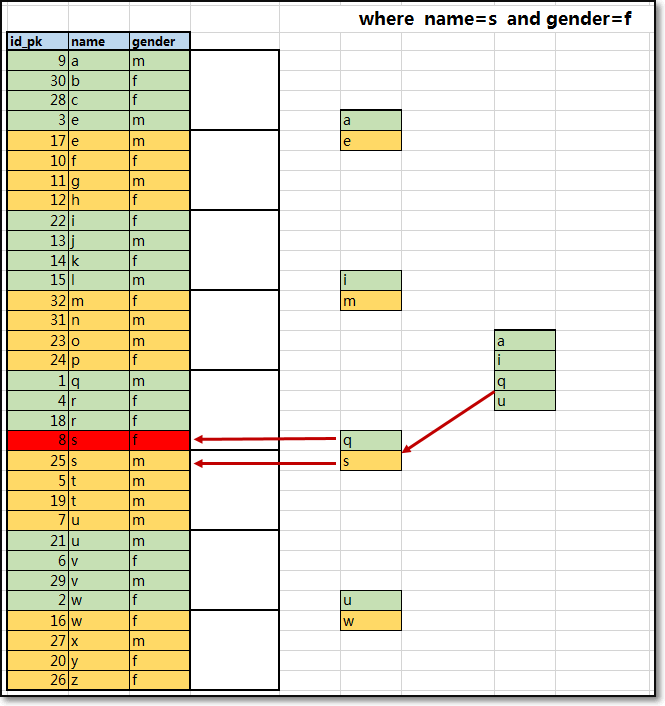 where name=s and gender=f
id_pk name gender
9 a m
30 b f
28 c f
3 e m a
17 e m e
10 f f
11 g m
12 h f
22 i f
13 j m
14 k f
15 l m i
32 m f m
31 n m
23 o m a
24 p f i
1 q m q
4 r f u
18 r f
8 s f q
25 s m s
5 t m
19 t m
7 u m
21 u m
6 v f
29 v m
2 w f u
16 w f w
27 x m
20 y f
26 z f